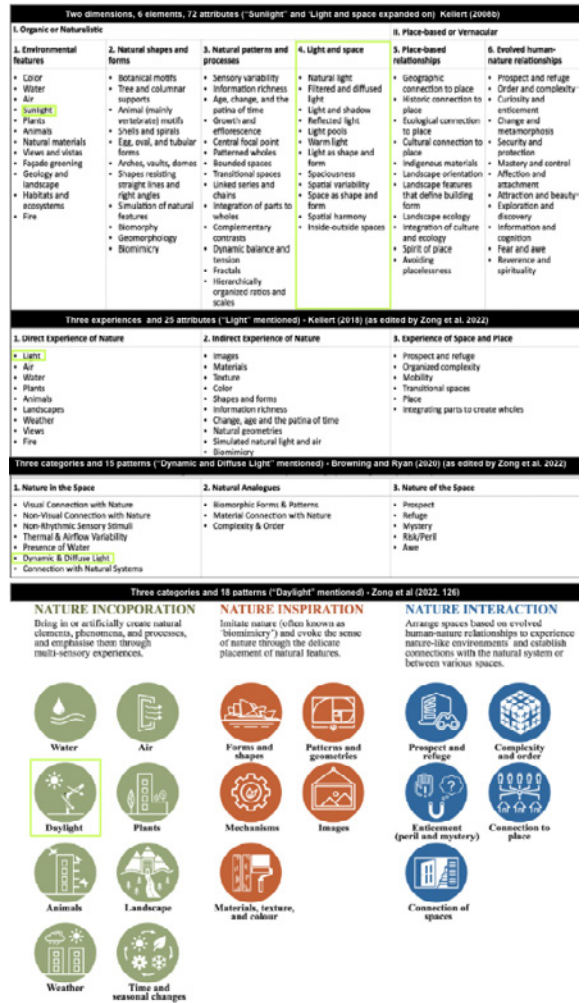 Two dimensions, 6 elements, 72 attributes ("Sunlight" and 'Light and space expanded on) Kellert (2008b)
I. Organic or Naturalistic
II. Place-based or Vernacular
1. Environmental
features
• Color
• Water
• Air
• Sunlight
• Plants
• Animals
• Natural materials
• Views and vistas
• Façade greening
• Geology and
landscape
• Habitats and
ecosystems
• Fire
2. Natural shapes and
forms
• Botanical motifs
• Tree and columnar
supports
• Animal (mainly
vertebrate) motifs
• Shells and spirals
• Egg, oval, and tubular
forms
• Arches, vaults, domes
• Shapes resisting
straight lines and
right angles
• Simulation of natural
features
• Biomorphy
• Geomorphology
• Biomimicry
3. Natural patterns and
processes
• Sensory variability
• Information richness
• Age, change, and the
patina of time
• Growth and
efflorescence
• Central focal point
• Patterned wholes
• Bounded spaces
• Transitional spaces
• Linked series and
chains
• Integration of parts to
wholes
• Complementary
contrasts
• Dynamic balance and
tension
• Fractals
• Hierarchically
organized ratios and
scales
4. Light and space
• Natural light
• Filtered and diffused
light
• Light and shadow
• Reflected light
• Light pools
• Warm light
• Light as shape and
form
• Spaciousness
• Spatial variability
• Space as shape and
form
• Spatial harmony
• Inside-outside spaces
5. Place-based
relationships
• Geographic
connection to place
• Historic connection to
place
• Ecological connection
to place
• Cultural connection to
place
• Indigenous materials
• Landscape orientation
• Landscape features
that define building
form
• Landscape ecology
• Integration of culture
and ecology
• Spirit of place
• Avoiding
placelessness
6. Evolved human-
nature relationships
• Prospect and refuge
• Order and complexity
• Curiosity and
enticement
• Change and
metamorphosis
• Security and
protection
• Mastery and control
• Affection and
attachment
• Attraction and beauty
• Exploration and
discovery
• Information and
cognition
• Fear and awe
• Reverence and
spirituality
Three experiences and 25 attributes ("Light" mentioned) - Kellert (2018) (as edited by Zong et al. 2022)
1. Direct Experience of Nature
• Light
• Air
• Water
• Plants
• Animals
• Landscapes
• Weather
• Views
• Fire
2. Indirect Experience of Nature
• Images
• Materials
• Texture
• Color
• Shapes and forms
• Information richness
• Change, age and the patina of time
• Natural geometries
• Simulated natural light and air
• Biomimicry
3. Experience of Space and Place
• Prospect and refuge
• Organized complexity
• Mobility
• Transitional spaces
• Place
• Integrating parts to create wholes
Three categories and 15 patterns ("Dynamic and Diffuse Light" mentioned) - Browning and Ryan (2020) (as edited by Zong et al. 2022)
1. Nature in the Space
• Visual Connection with Nature
• Non-Visual Connection with Nature
• Non-Rhythmic Sensory Stimuli
• Thermal & Airflow Variability
• Presence of Water
• Dynamic & Diffuse Light
• Connection with Natural Systems
2. Natural Analogues
• Biomorphic Forms & Patterns
• Material Connection with Nature
• Complexity & Order
3. Nature of the Space
• Prospect
• Refuge
• Mystery
• Risk/Peril
• Awe
Three categories and 18 patterns ("Daylight" mentioned) - Zong et al (2022. 126)
NATURE INCOPORATION
Bring in or artificially create natural
elements, phenomena, and processes,
and emphasise them through
multi-sensory experiences.
NATURE INSPIRATION
Imitate nature (often known as
'biomimicry') and evoke the sense
of nature through the delicate
placement of natural features.
NATURE INTERACTION
Arrange spaces based on evolved
human-nature relationships to experience
nature-like environments and establish
connections with the natural system or
between various spaces.
Water
Air
Forms and
shapes
Patterns and
geometries
Prospect and
refuge
Complexity
and order
Daylight
Plants
Mechanisms
Images
Enticement
(peril and mystery)
Connection to
place
Animals
Landscape
Materials, texture,
and colour
Connection of
spaces
Weather
Time and
seasonal changes